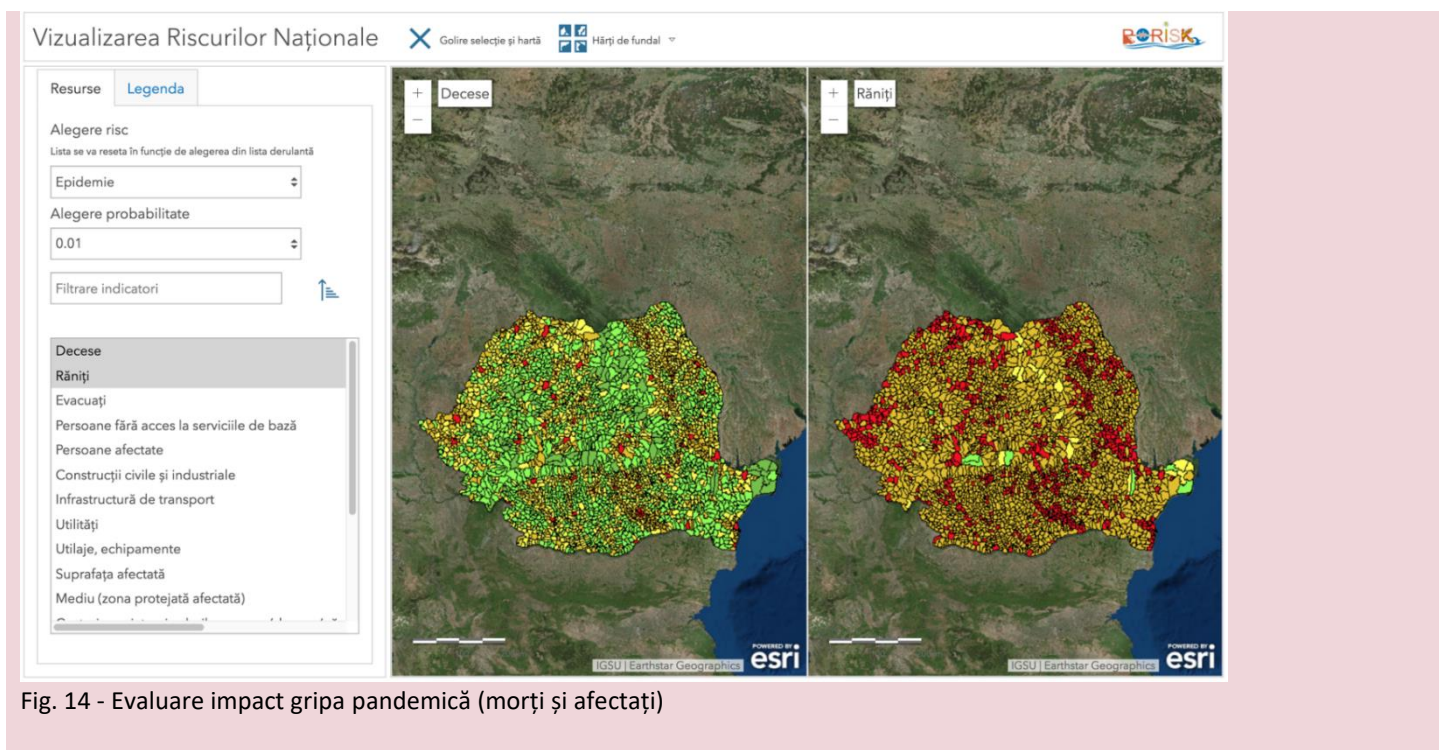 Vizualizarea Riscurilor Naționale
Golire selecție și hartă
Hărți de fundal
RORISK
Resurse
Legenda
Alegere risc
Lista se va reseta în funcție de alegerea din lista derulantă
Epidemie
Alegere probabilitate
0.01
Filtrare indicatori
Decese
Răniți
Evacuați
Persoane fără acces la serviciile de bază
Persoane afectate
Construcții civile și industriale
Infrastructură de transport
Utilități
Utilaje, echipamente
Suprafața afectată
Mediu (zona protejată afectată)
+ Decese
−
IGSU | Earthstar Geographics
POWERED BY
esri
+ Răniți
−
IGSU | Earthstar Geographics
POWERED BY
esri
Fig. 14 - Evaluare impact gripa pandemică (morți și afectați)